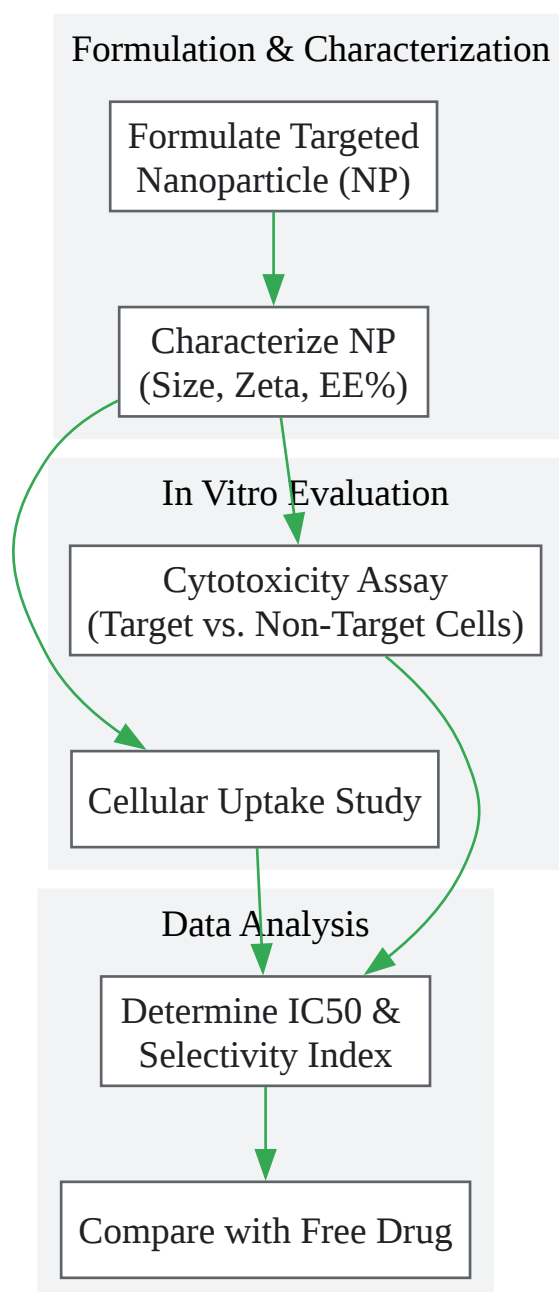 Formulation & Characterization
Formulate Targeted
Nanoparticle (NP)
Characterize NP
(Size, Zeta, EE%)
In Vitro Evaluation
Cytotoxicity Assay
(Target vs. Non-Target Cells)
Cellular Uptake Study
Data Analysis
Determine IC50 &
Selectivity Index
Compare with Free Drug